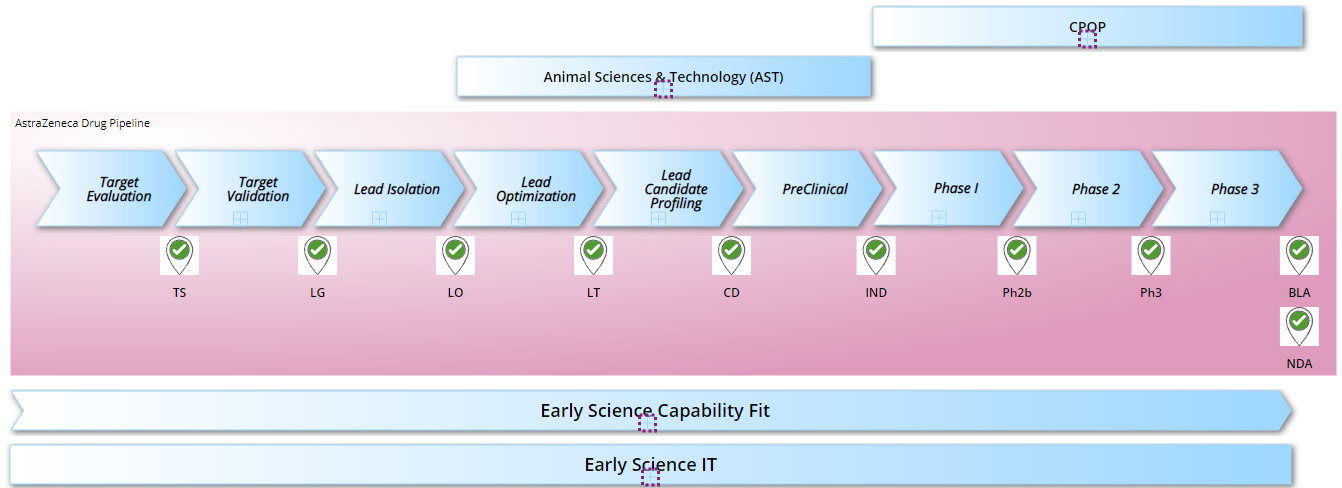 CPOP
Animal Sciences & Technology (AST)
AstraZeneca Drug Pipeline
Target
Evaluation
Target
Validation
Lead Isolation
Lead
Optimization
Lead
Candidate
Profiling
PreClinical
Phase I
Phase 2
Phase 3
TS
LG
LO
LT
CD
IND
Ph2b
Ph3
BLA
NDA
Early Science Capability Fit
Early Science IT